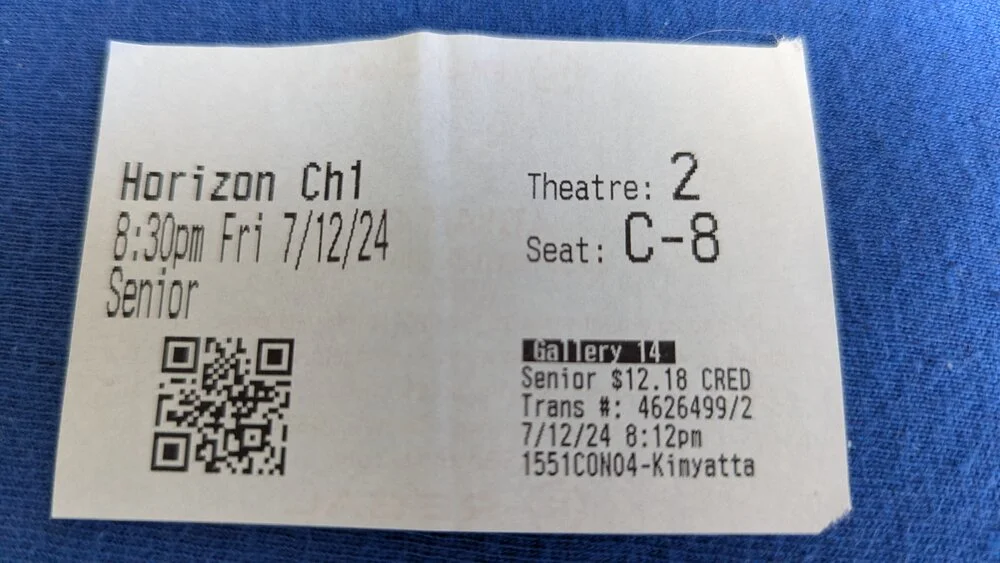 Horizon Ch1
8:30pm Fri 7/12/24
Senior
Theatre: 2
Seat: C-8
Gallery 14
Senior $12.18 CRED
Trans #: 4626499/2
7/12/24 8:12pm
1551CON04-Kimyatta